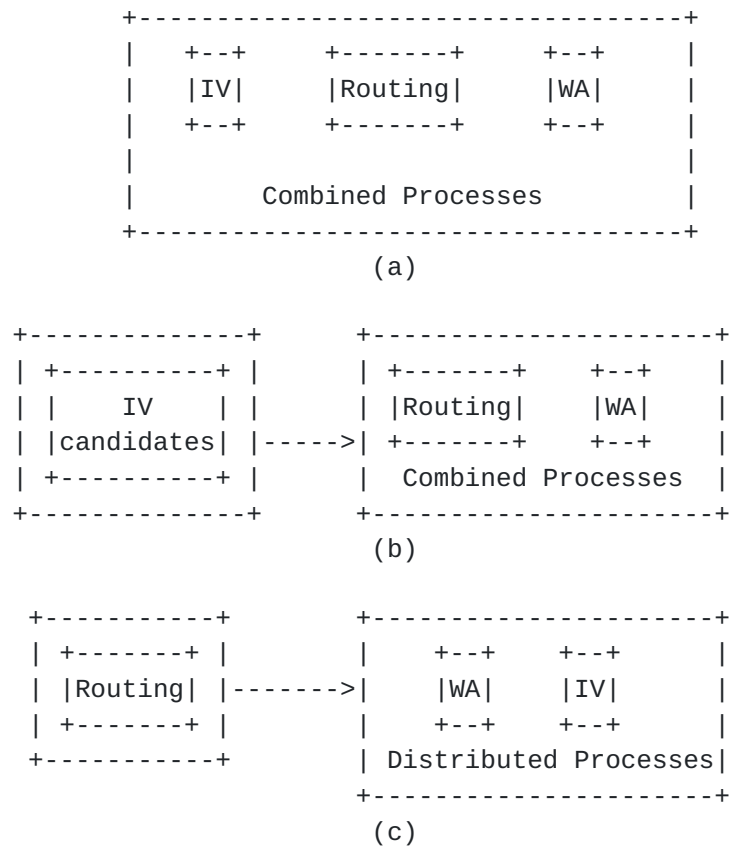 IV Routing WA
Combined Processes
(a)
IV
candidates
Routing WA
Combined Processes
(b)
Routing
WA IV
Distributed Processes
(c)